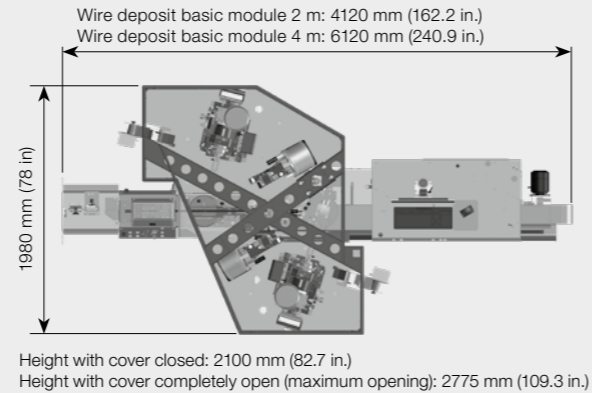 Wire deposit basic module 2 m: 4120 mm (162.2 in.)
Wire deposit basic module 4 m: 6120 mm (240.9 in.)
1980 mm (78 in)
Height with cover closed: 2100 mm (82.7 in.)
Height with cover completely open (maximum opening): 2775 mm (109.3 in.)